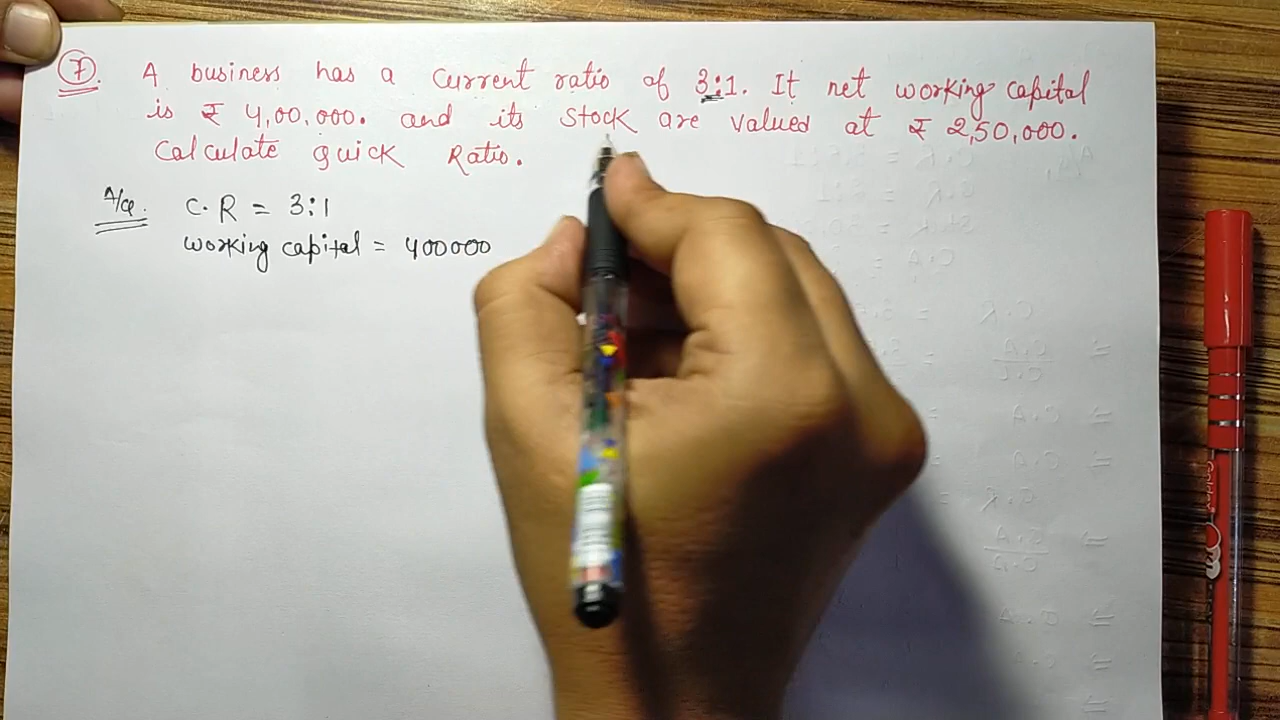 7. A business has a current ratio of 3:1. It net working capital
is ₹ 4,00,000. and its stock are valued at ₹ 2,50,000.
Calculate quick Ratio.
A/q. C.R = 3:1
working capital = 400000